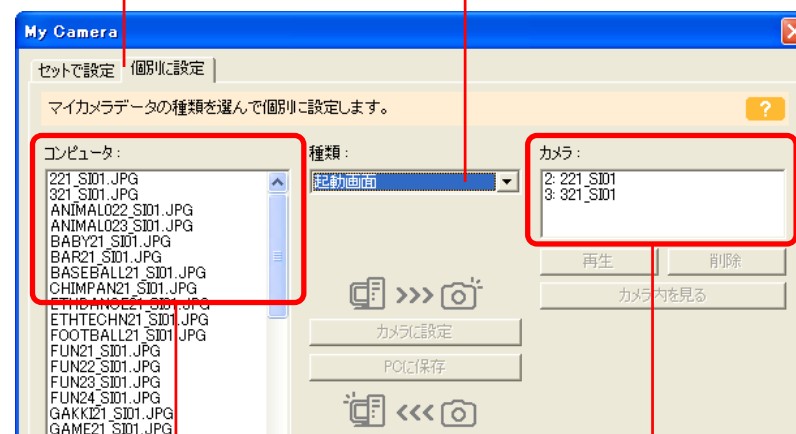 My Camera
セットで設定 個別に設定
マイカメラデータの種類を選んで個別に設定します。
?
コンピュータ:
221_SI01.JPG
321_SI01.JPG
ANIMAL022_SI01.JPG
ANIMAL023_SI01.JPG
BABY21_SI01.JPG
BAR21_SI01.JPG
BASEBALL21_SI01.JPG
CHIMPAN21_SI01.JPG
ETHDANCE21_SI01.JPG
ETHTECHN21_SI01.JPG
FOOTBALL21_SI01.JPG
FUN21_SI01.JPG
FUN22_SI01.JPG
FUN23_SI01.JPG
FUN24_SI01.JPG
GAKKI21_SI01.JPG
GAME21_SI01.JPG
種類:
起動画面
>>>
カメラに設定
PCに保存
<<<
カメラ:
2: 221_SI01
3: 321_SI01
再生 削除
カメラ内を見る